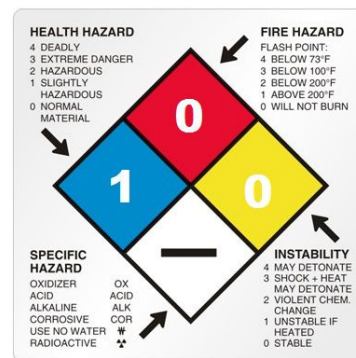 HEALTH HAZARD
4 DEADLY
3 EXTREME DANGER
2 HAZARDOUS
1 SLIGHTLY
HAZARDOUS
0 NORMAL
MATERIAL
FIRE HAZARD
FLASH POINT:
4 BELOW 73°F
3 BELOW 100°F
2 BELOW 200°F
1 ABOVE 200°F
0 WILL NOT BURN
0
1
0
—
SPECIFIC
HAZARD
OXIDIZER OX
ACID ACID
ALKALINE ALK
CORROSIVE COR
USE NO WATER W
RADIOACTIVE ☢
INSTABILITY
4 MAY DETONATE
3 SHOCK + HEAT
MAY DETONATE
2 VIOLENT CHEM.
CHANGE
1 UNSTABLE IF
HEATED
0 STABLE